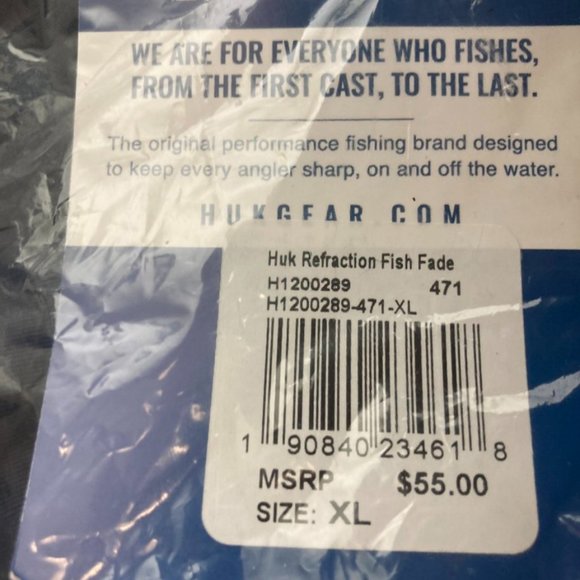 WE ARE FOR EVERYONE WHO FISHES,
FROM THE FIRST CAST, TO THE LAST.
The original performance fishing brand designed
to keep every angler sharp, on and off the water.
HUKGEAR.COM
Huk Refraction Fish Fade
H1200289 471
H1200289-471-XL
1 90840 23461 8
MSRP $55.00
SIZE: XL